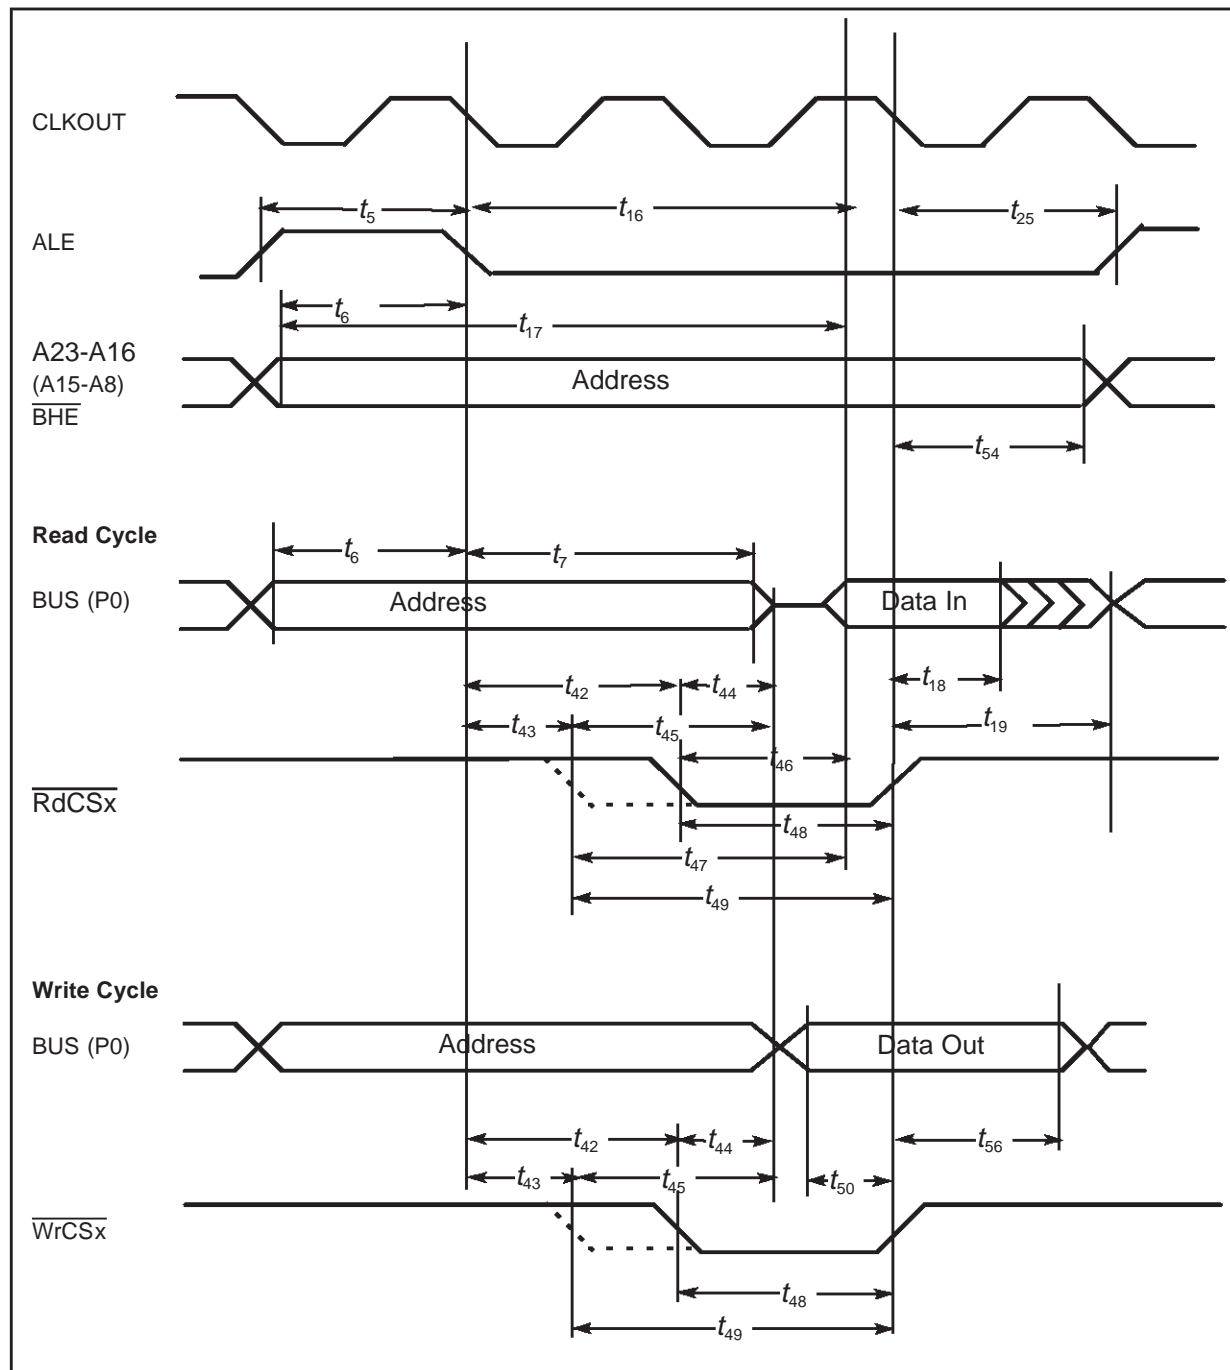 CLKOUT
t5
t16
t25
ALE
t6
t17
A23-A16
(A15-A8)
BHE
Address
t54
Read Cycle
t6
t7
BUS (P0)
Address
Data In
t42
t44
t18
t43
t45
t19
t46
RdCSx
t48
t47
t49
Write Cycle
BUS (P0)
Address
Data Out
t42
t44
t56
t43
t45
t50
WrCSx
t48
t49